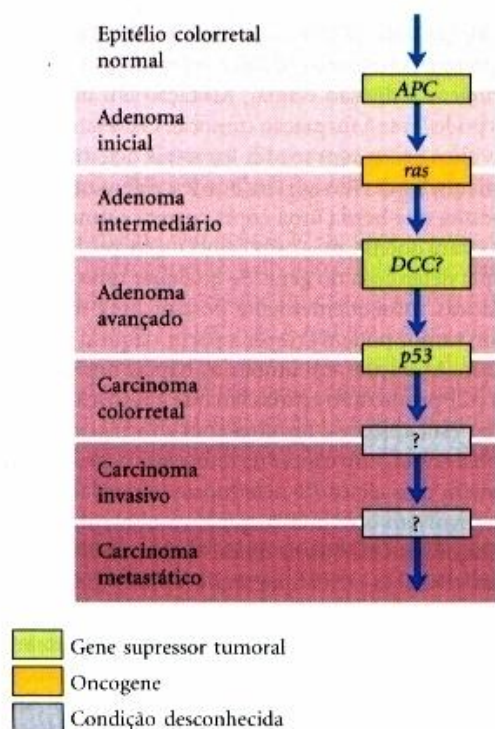 Epitélio colorretal
normal
APC
Adenoma
inicial
ras
Adenoma
intermediário
DCC?
Adenoma
avançado
p53
Carcinoma
colorretal
?
Carcinoma
invasivo
?
Carcinoma
metastático
Gene supressor tumoral
Oncogene
Condição desconhecida